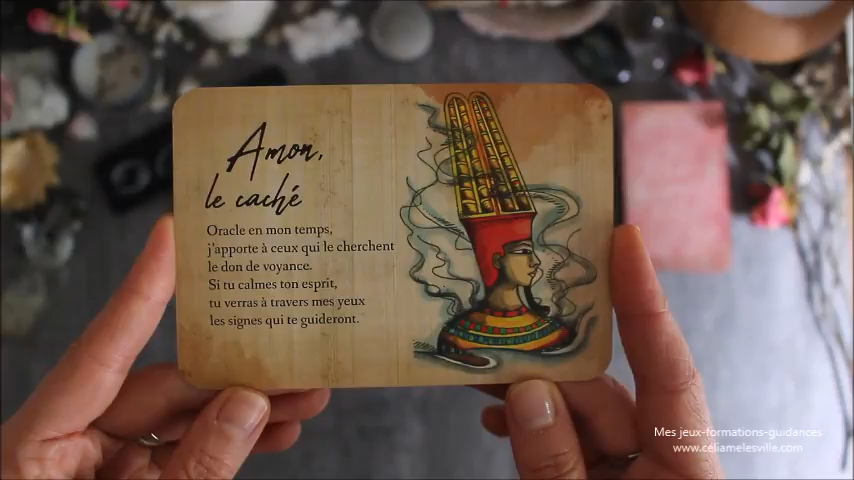 Amon,
le caché
Oracle en mon temps,
j'apporte à ceux qui le cherchent
le don de voyance.
Si tu calmes ton esprit,
tu verras à travers mes yeux
les signes qui te guideront.
Mes jeux-formations-guidances
www.celiamelesville.com